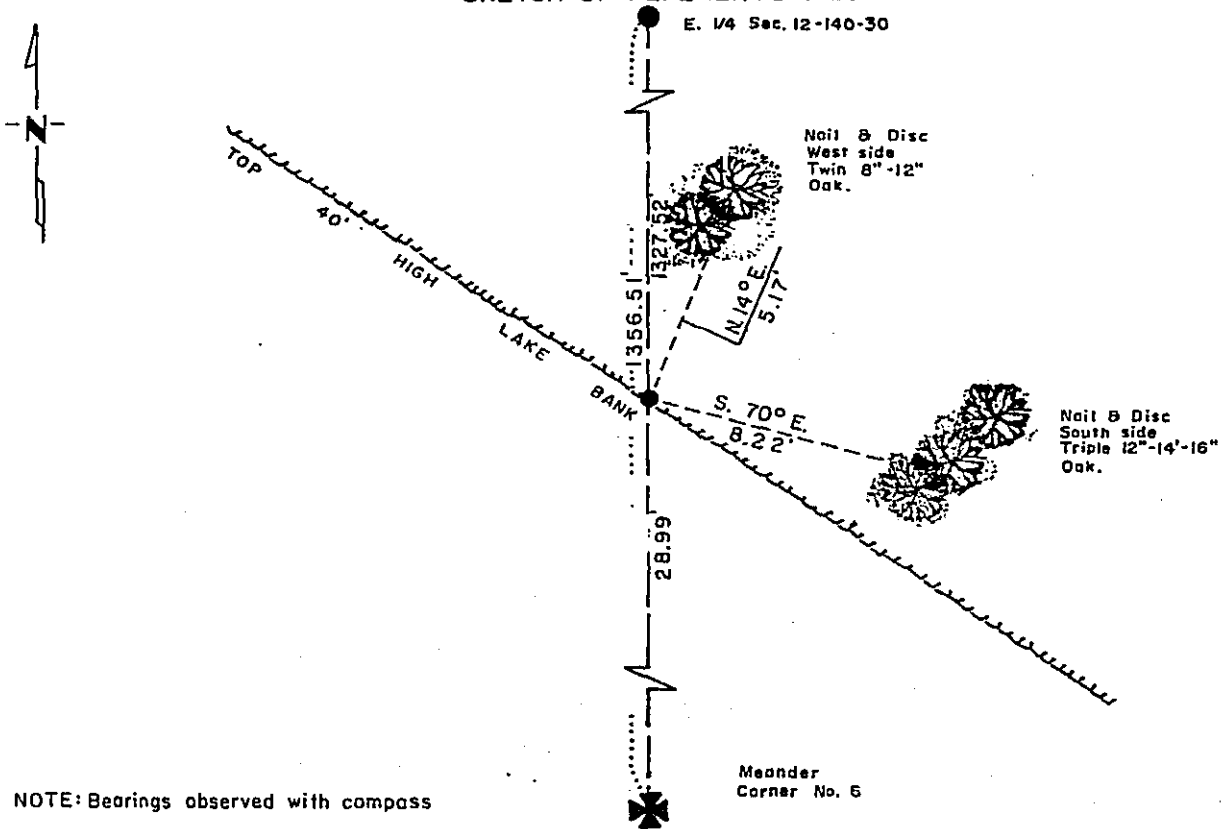 E. 1/4 Sec. 12-140-30
N
Nail & Disc
West side
Twin 8"-12"
Oak.
TOP
40'
HIGH
LAKE
BANK
1327.52
1356.51'
N. 14° E.
5.17'
S. 70° E.
8.22'
Nail & Disc
South side
Triple 12"-14'-16"
Oak.
28.99
Meander
Corner No. 6
NOTE: Bearings observed with compass